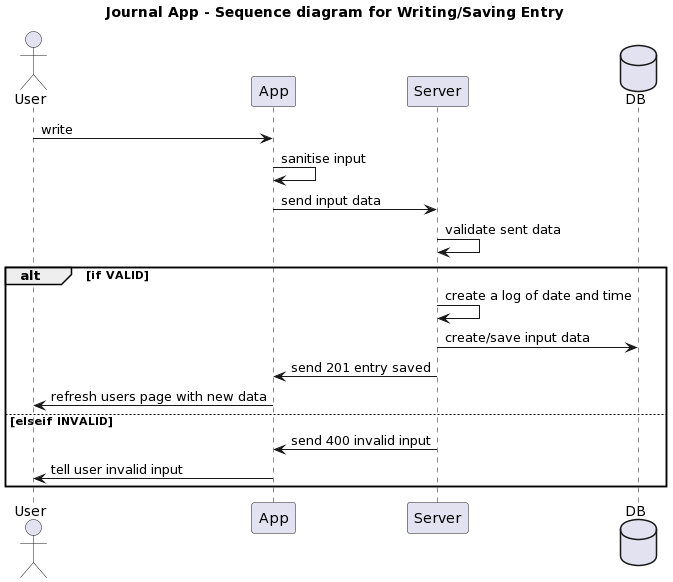 Journal App - Sequence diagram for Writing/Saving Entry
User
App
Server
DB
write
sanitise input
send input data
validate sent data
alt [if VALID]
create a log of date and time
create/save input data
send 201 entry saved
refresh users page with new data
[elseif INVALID]
send 400 invalid input
tell user invalid input
User
App
Server
DB